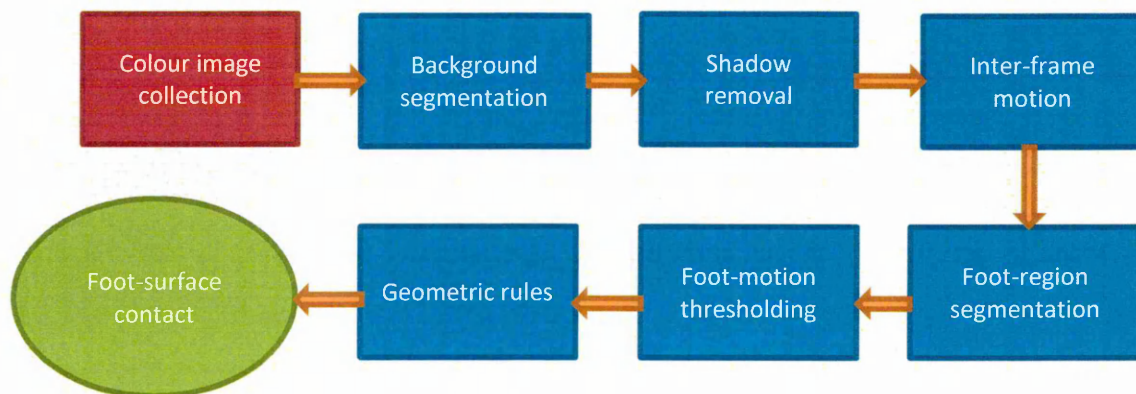 Colour image
collection
Background
segmentation
Shadow
removal
Inter-frame
motion
Foot-region
segmentation
Foot-motion
thresholding
Geometric rules
Foot-surface
contact